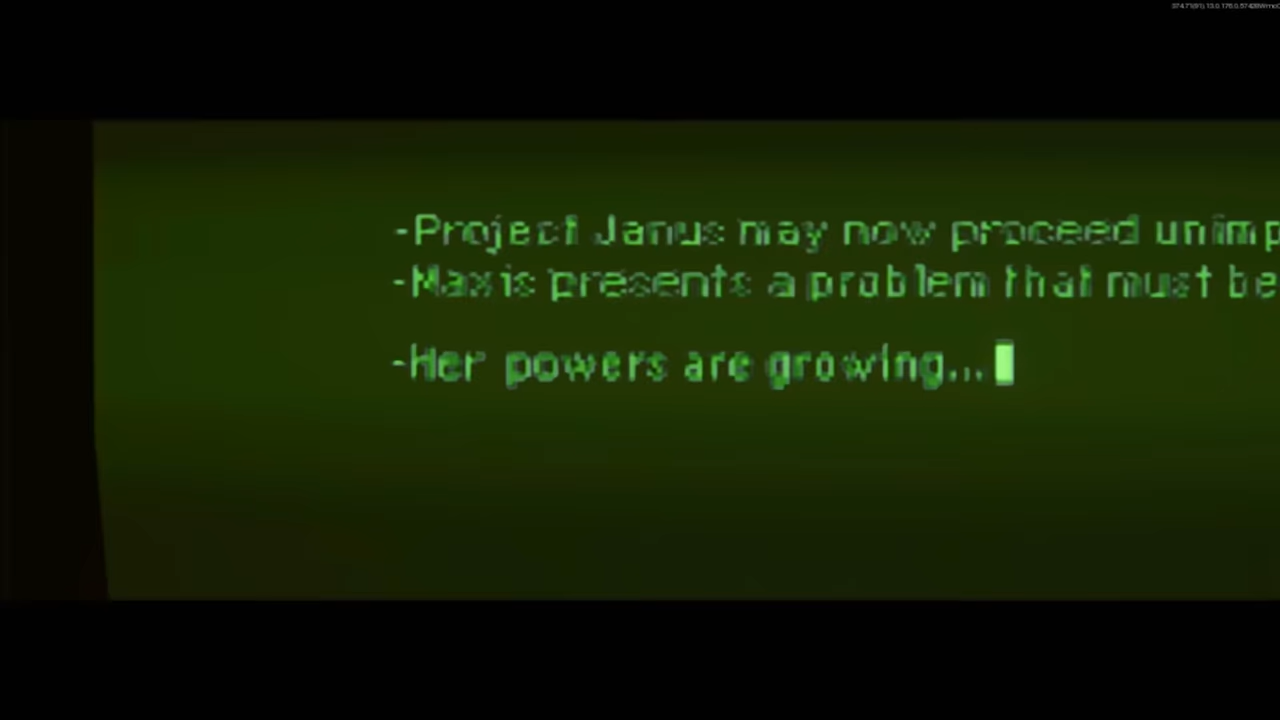 -Project Janus may now proceed unimp
-Maxis presents a problem that must be
-Her powers are growing...